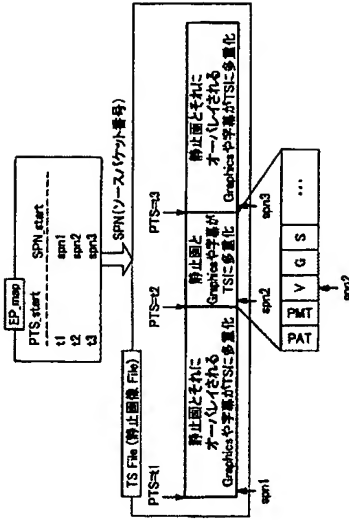 EP_map
PTS_start SPN_start
t1 spn1
t2 spn2
t3 spn3
SPN(ソースパケット番号)
TS File (静止画像 File)
PTS=t1
PTS=t2
PTS=t3
静止画とそれに
オーバレイされる
Graphicsや字幕がTSに多重化
静止画と
Graphicsや字幕が
TSに多重化
静止画とそれに
オーバレイされる
Graphicsや字幕がTSに多重化
spn1
spn2
spn3
PAT PMT V G S ...
spn2